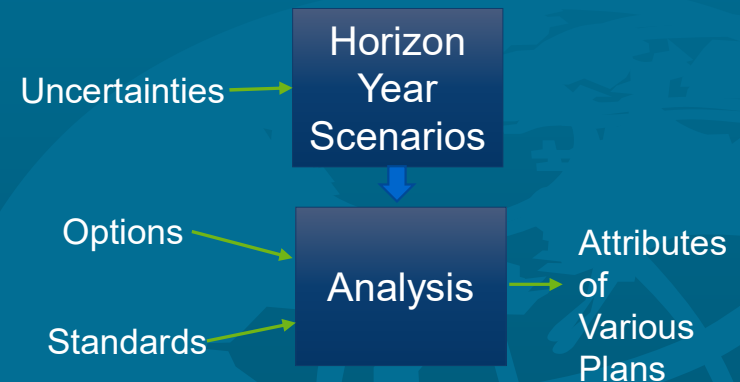 Horizon
Year
Scenarios
Uncertainties
Options
Analysis
Standards
Attributes
of
Various
Plans